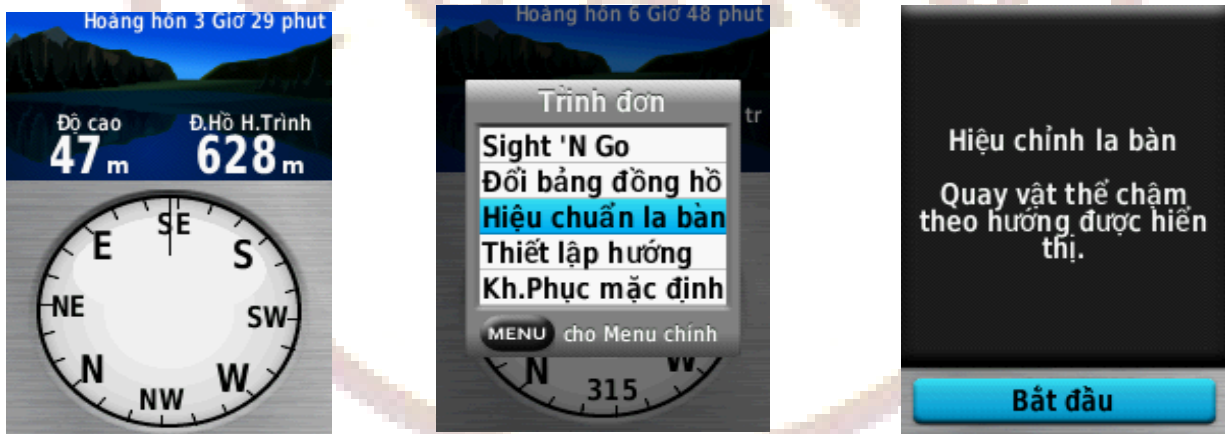 Hoàng hôn 3 Giờ 29 phut
Độ cao
47 m
Đ.Hồ H.Trình
628 m
SE
E
S
NE
SW
N
W
NW
Hoàng hôn 6 Giờ 48 phut
tr
Trình đơn
Sight 'N Go
Đổi bảng đồng hồ
Hiệu chuẩn la bàn
Thiết lập hướng
Kh.Phục mặc định
MENU cho Menu chính
N
315
W
Hiệu chỉnh la bàn
Quay vật thể chậm
theo hướng được hiển
thị.
Bắt đầu